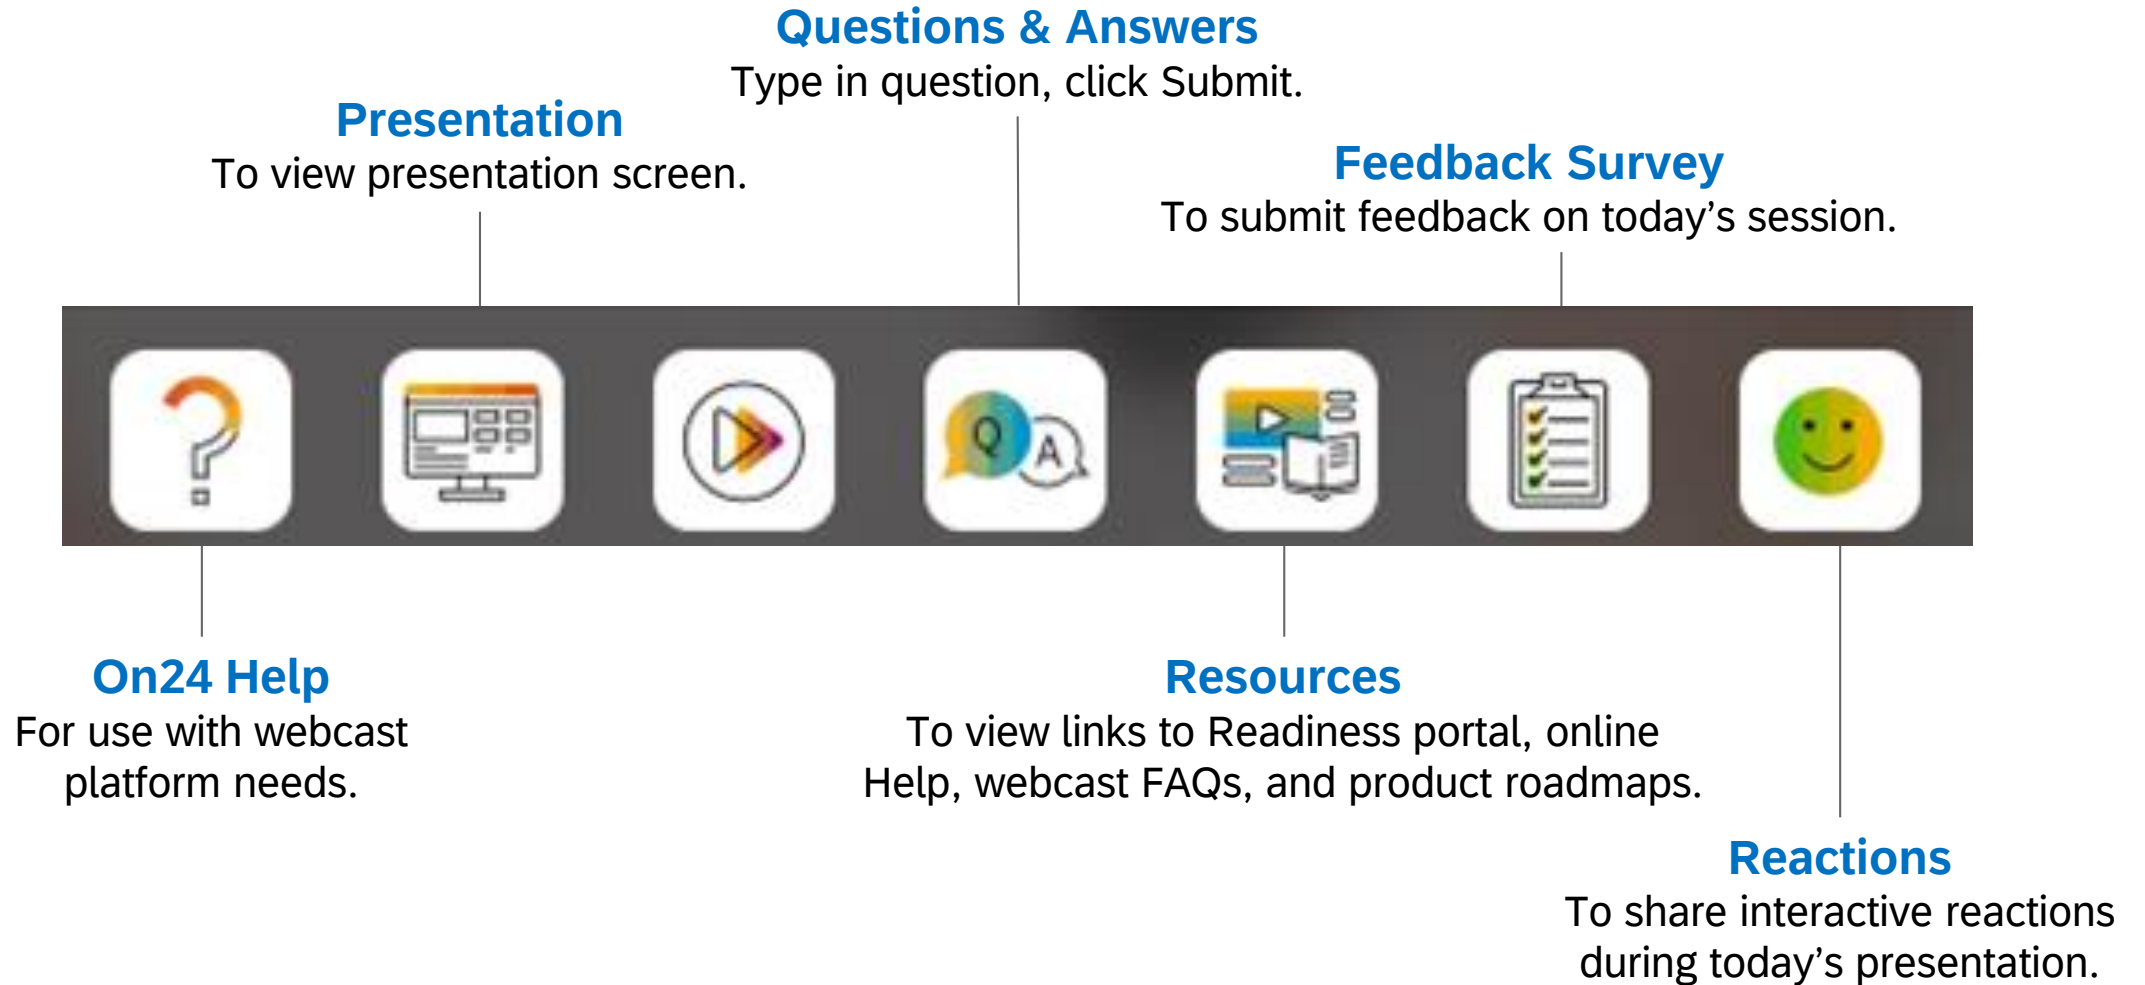 Questions & Answers
Type in question, click Submit.
Presentation
To view presentation screen.
Feedback Survey
To submit feedback on today’s session.
Q
A
On24 Help
For use with webcast
platform needs.
Resources
To view links to Readiness portal, online
Help, webcast FAQs, and product roadmaps.
Reactions
To share interactive reactions
during today’s presentation.